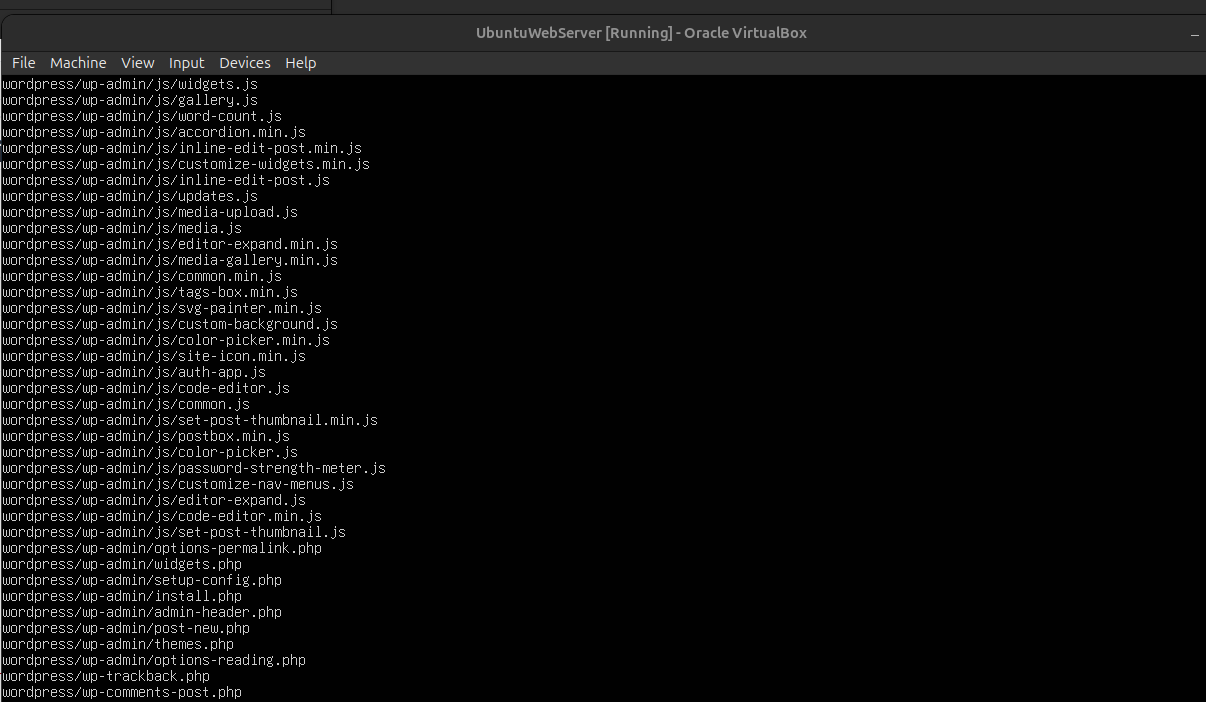 UbuntuWebServer [Running] - Oracle VirtualBox
File Machine View Input Devices Help
wordpress/wp-admin/js/widgets.js
wordpress/wp-admin/js/gallery.js
wordpress/wp-admin/js/word-count.js
wordpress/wp-admin/js/accordion.min.js
wordpress/wp-admin/js/inline-edit-post.min.js
wordpress/wp-admin/js/customize-widgets.min.js
wordpress/wp-admin/js/inline-edit-post.js
wordpress/wp-admin/js/updates.js
wordpress/wp-admin/js/media-upload.js
wordpress/wp-admin/js/media.js
wordpress/wp-admin/js/editor-expand.min.js
wordpress/wp-admin/js/media-gallery.min.js
wordpress/wp-admin/js/common.min.js
wordpress/wp-admin/js/tags-box.min.js
wordpress/wp-admin/js/svg-painter.min.js
wordpress/wp-admin/js/custom-background.js
wordpress/wp-admin/js/color-picker.min.js
wordpress/wp-admin/js/site-icon.min.js
wordpress/wp-admin/js/auth-app.js
wordpress/wp-admin/js/code-editor.js
wordpress/wp-admin/js/common.js
wordpress/wp-admin/js/set-post-thumbnail.min.js
wordpress/wp-admin/js/postbox.min.js
wordpress/wp-admin/js/color-picker.js
wordpress/wp-admin/js/password-strength-meter.js
wordpress/wp-admin/js/customize-nav-menus.js
wordpress/wp-admin/js/editor-expand.js
wordpress/wp-admin/js/code-editor.min.js
wordpress/wp-admin/js/set-post-thumbnail.js
wordpress/wp-admin/options-permalink.php
wordpress/wp-admin/widgets.php
wordpress/wp-admin/setup-config.php
wordpress/wp-admin/install.php
wordpress/wp-admin/admin-header.php
wordpress/wp-admin/post-new.php
wordpress/wp-admin/themes.php
wordpress/wp-admin/options-reading.php
wordpress/wp-trackback.php
wordpress/wp-comments-post.php